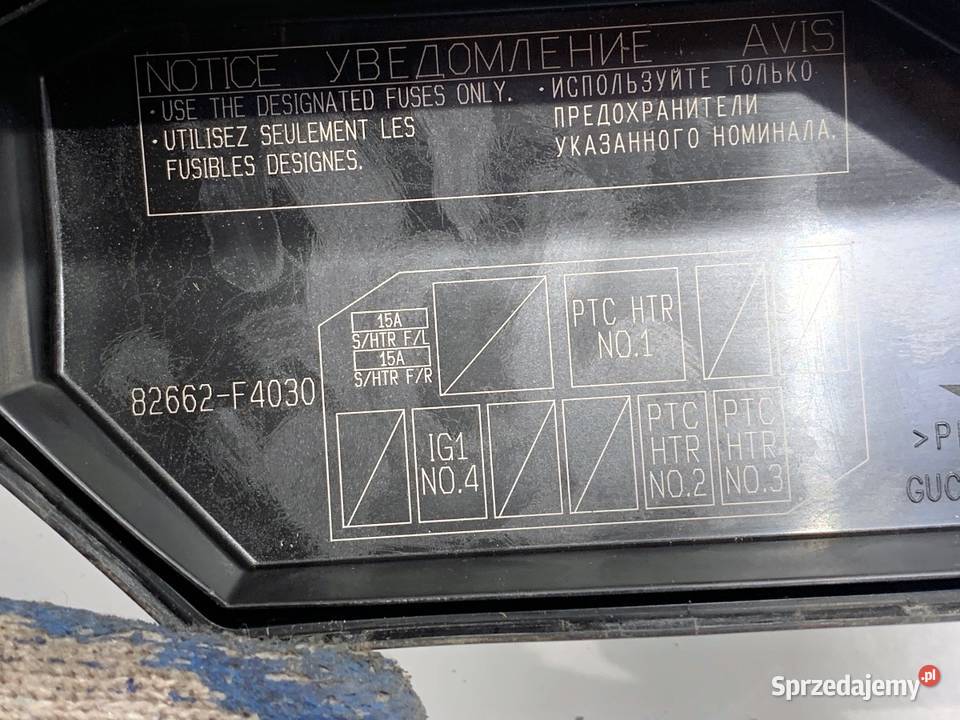 NOTICE УВЕДОМЛЕНИЕ AVIS
· USE THE DESIGNATED FUSES ONLY.
· UTILISEZ SEULEMENT LES
FUSIBLES DESIGNES.
· ИСПОЛЬЗУЙТЕ ТОЛЬКО
ПРЕДОХРАНИТЕЛИ
УКАЗАННОГО НОМИНАЛА.
15A
S/HTR F/L
15A
S/HTR F/R
PTC HTR
NO.1
82662-F4030
IG1
NO.4
PTC
HTR
NO.2
PTC
HTR
NO.3
Sprzedajemy.pl